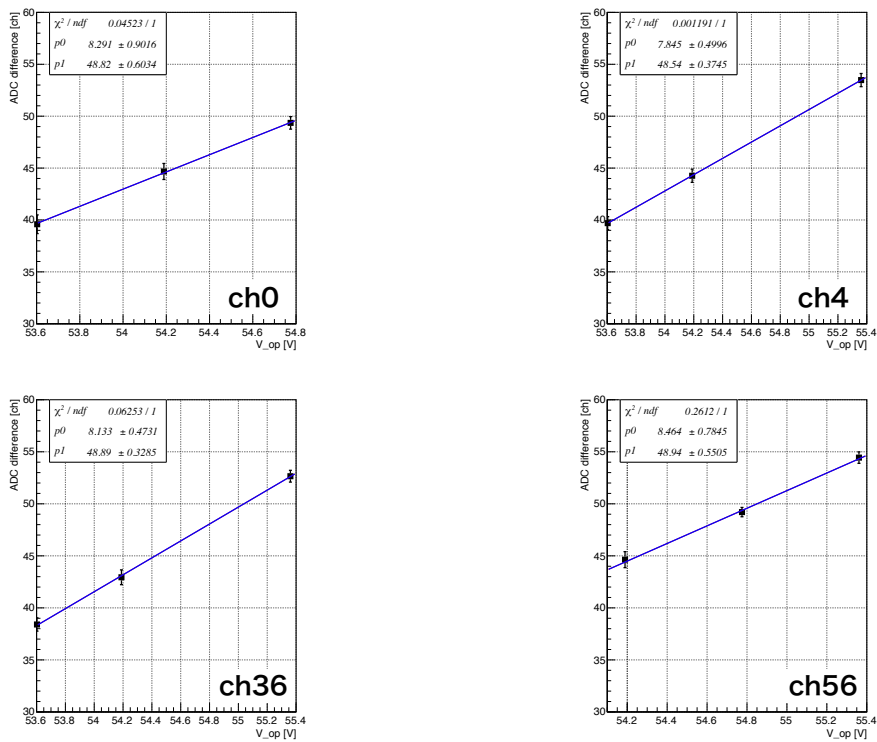 ADC difference [ch]
60
55
50
45
40
35
30
χ² / ndf 0.04523 / 1
p0 8.291 ± 0.9016
p1 48.82 ± 0.6034
ch0
53.6 53.8 54 54.2 54.4 54.6 54.8
V_op [V]
ADC difference [ch]
60
55
50
45
40
35
30
χ² / ndf 0.001191 / 1
p0 7.845 ± 0.4996
p1 48.54 ± 0.3745
ch4
53.6 53.8 54 54.2 54.4 54.6 54.8 55 55.2 55.4
V_op [V]
ADC difference [ch]
60
55
50
45
40
35
30
χ² / ndf 0.06253 / 1
p0 8.133 ± 0.4731
p1 48.89 ± 0.3285
ch36
53.6 53.8 54 54.2 54.4 54.6 54.8 55 55.2 55.4
V_op [V]
ADC difference [ch]
60
55
50
45
40
35
30
χ² / ndf 0.2612 / 1
p0 8.464 ± 0.7845
p1 48.94 ± 0.5505
ch56
54.2 54.4 54.6 54.8 55 55.2 55.4
V_op [V]